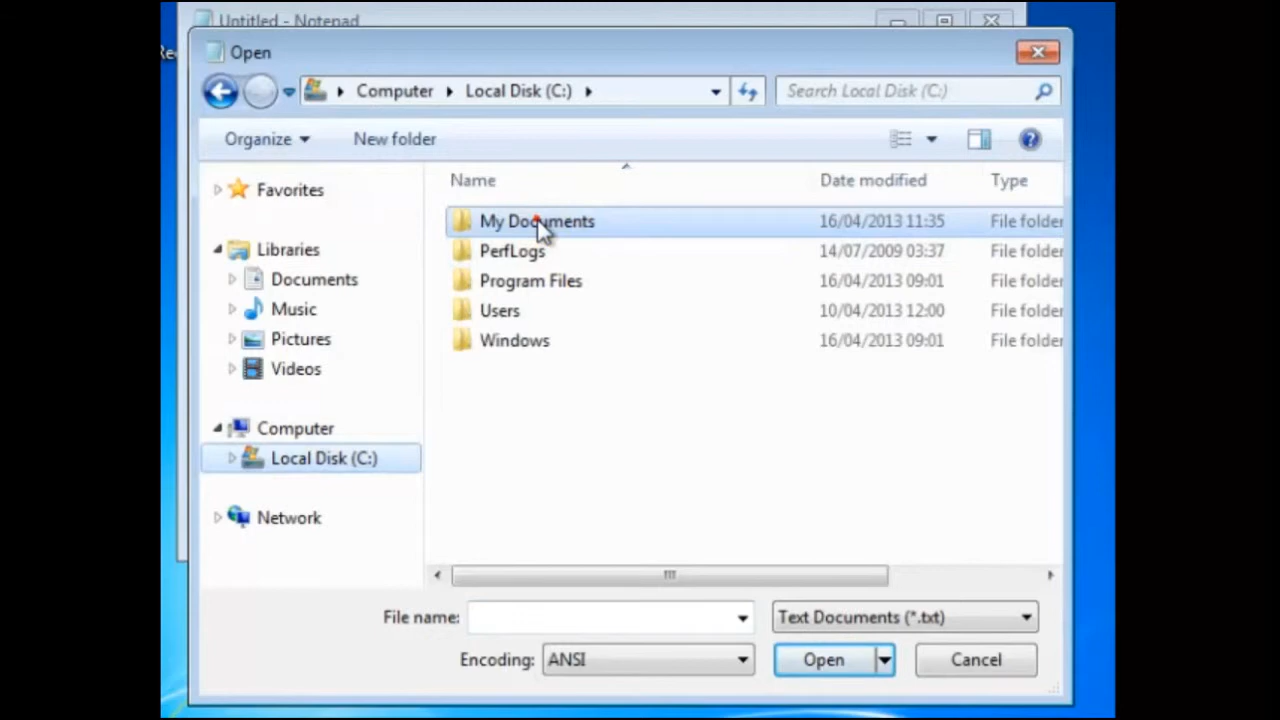 Untitled - Notepad
Re
Open
Computer Local Disk (C:) Search Local Disk (C:)
Organize New folder
Name Date modified Type
Favorites
Libraries
Documents
Music
Pictures
Videos
Computer
Local Disk (C:)
Network
My Documents 16/04/2013 11:35 File folder
PerfLogs 14/07/2009 03:37 File folder
Program Files 16/04/2013 09:01 File folder
Users 10/04/2013 12:00 File folder
Windows 16/04/2013 09:01 File folder
File name: Text Documents (*.txt)
Encoding: ANSI Open Cancel